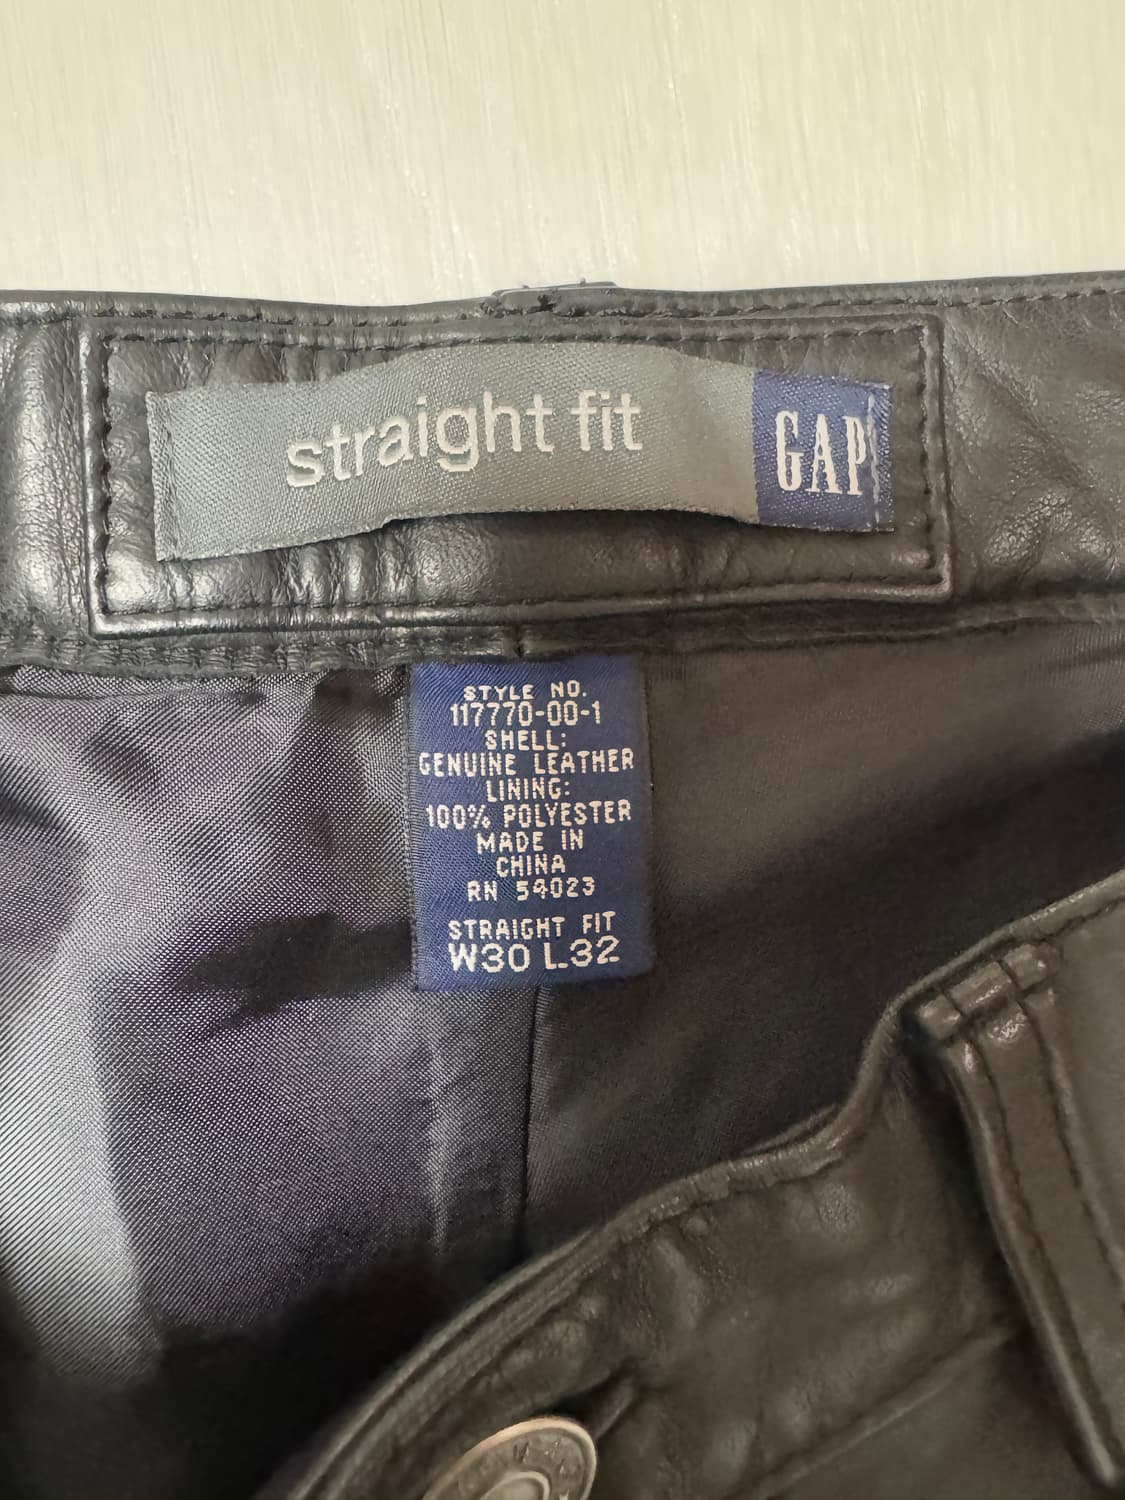 straight fit GAP
STYLE NO.
117770-00-1
SHELL:
GENUINE LEATHER
LINING:
100% POLYESTER
MADE IN
CHINA
RN 54023
STRAIGHT FIT
W30 L32